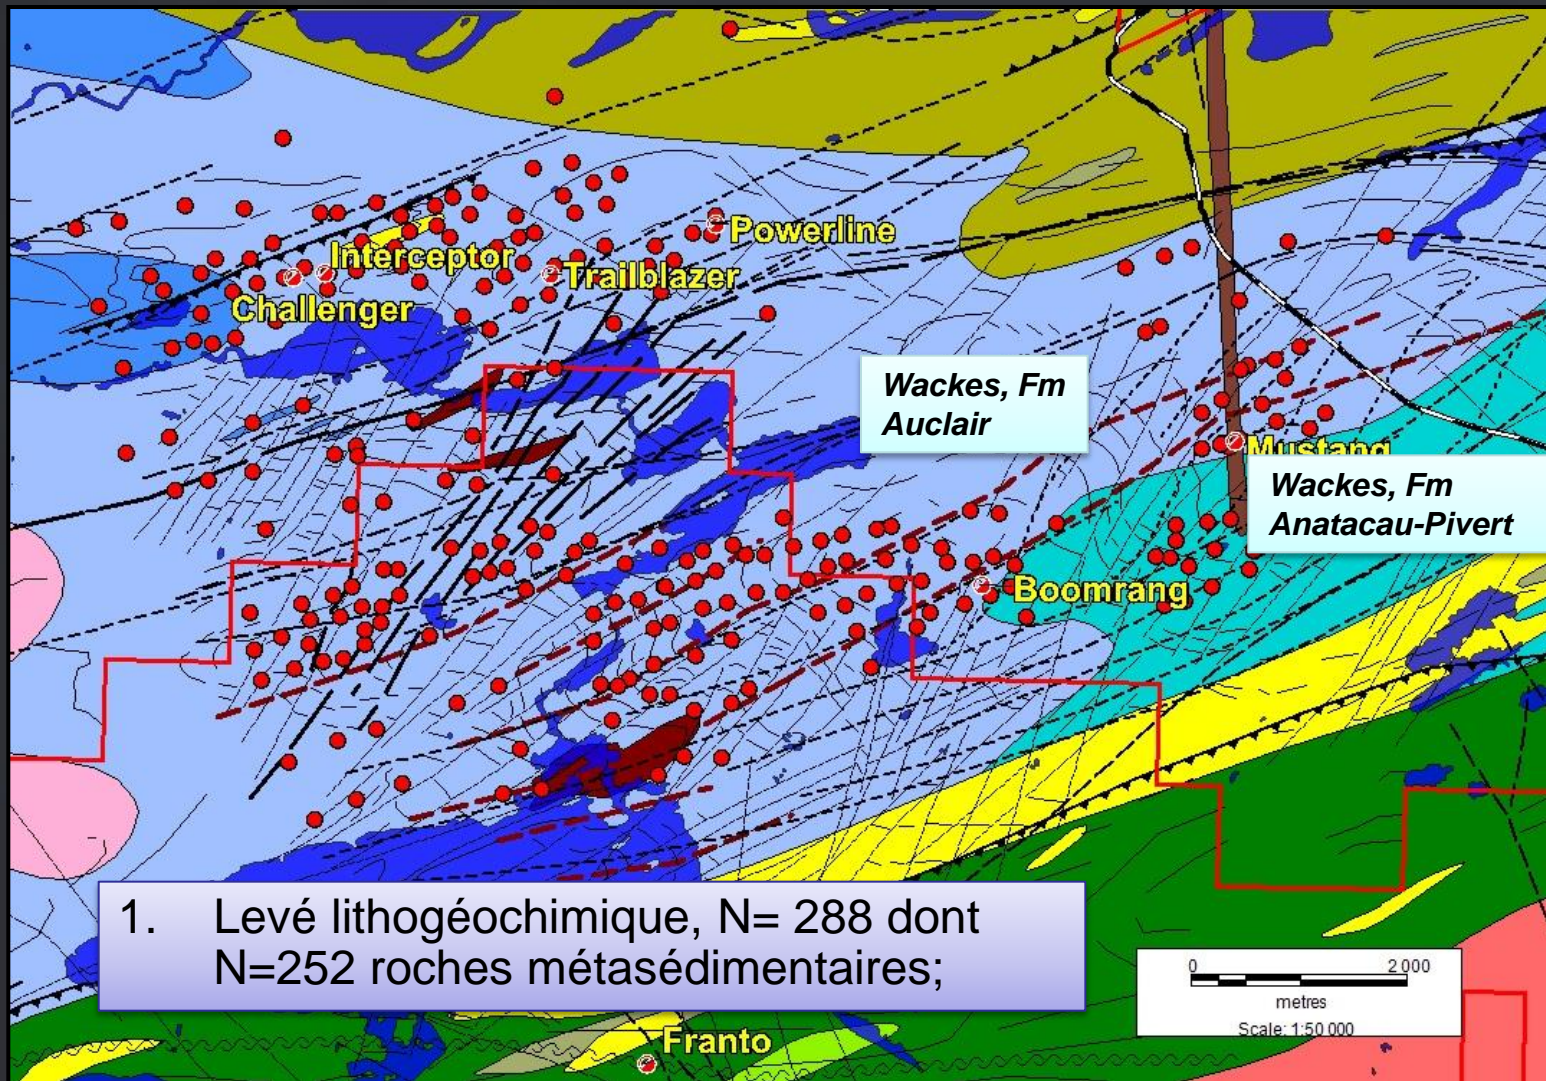 Powerline
Interceptor
Trailblazer
Challenger
Wackes, Fm
Auclair
Mustang
Wackes, Fm
Anatacau-Pivert
Boomrang
1. Levé lithogéochimique, N= 288 dont
N=252 roches métasédimentaires;
0 2 000
metres
Scale: 1:50 000
Franto